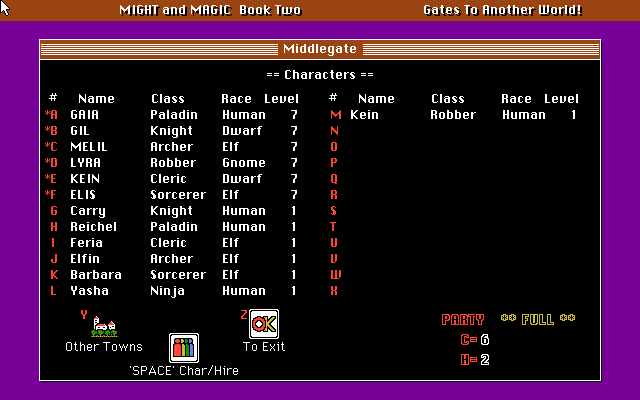 MIGHT and MAGIC Book Two Gates To Another World!
Middlegate
== Characters ==
# Name Class Race Level # Name Class Race Level
*A GAIA Paladin Human 7 M Kein Robber Human 1
*B GIL Knight Dwarf 7 N
*C MELIL Archer Elf 7 O
*D LYRA Robber Gnome 7 P
*E KEIN Cleric Dwarf 7 Q
*F ELIS Sorcerer Elf 7 R
G Carry Knight Human 1 S
H Reichel Paladin Human 1 T
I Feria Cleric Elf 1 U
J Elfin Archer Elf 1 V
K Barbara Sorcerer Elf 1 W
L Yasha Ninja Human 1 X
Y Z OK PARTY ** FULL **
Other Towns To Exit C= 6
'SPACE' Char/Hire H= 2